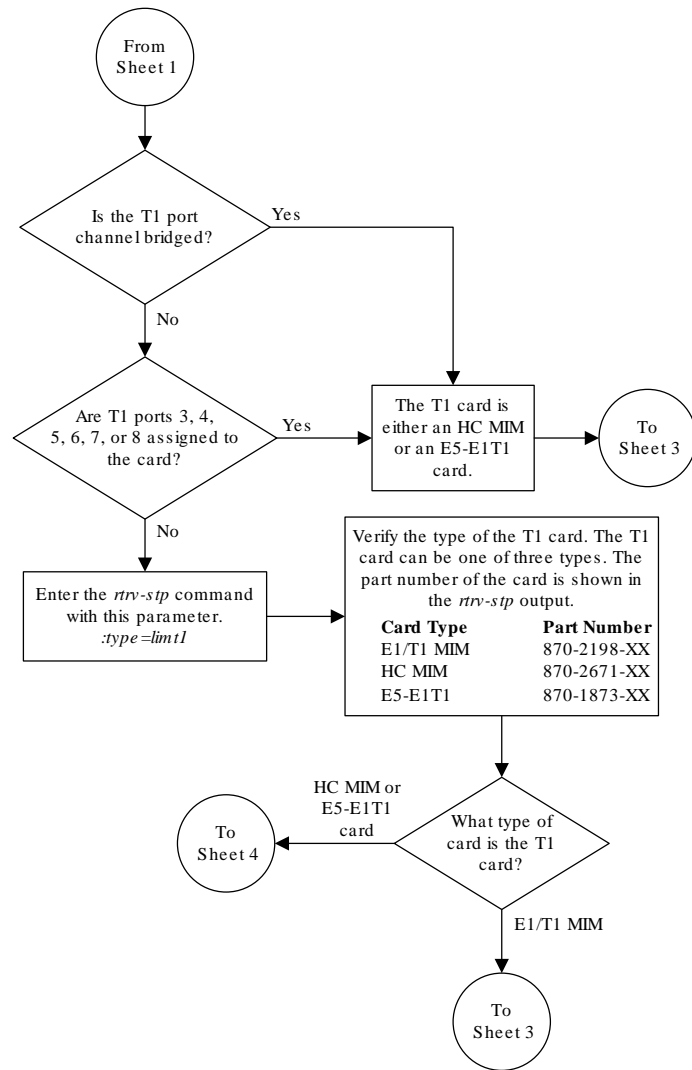 From
Sheet 1
Is the T1 port
channel bridged?
Yes
No
Are T1 ports 3, 4,
5, 6, 7, or 8 assigned to
the card?
Yes
The T1 card is
either an HC MIM
or an E5-E1T1
card.
To
Sheet 3
No
Enter the rtrv-stp command
with this parameter.
:type=limt1
Verify the type of the T1 card. The T1
card can be one of three types. The
part number of the card is shown in
the rtrv-stp output.
Card Type Part Number
E1/T1 MIM 870-2198-XX
HC MIM 870-2671-XX
E5-E1T1 870-1873-XX
What type of
card is the T1
card?
HC MIM or
E5-E1T1
card
To
Sheet 4
E1/T1 MIM
To
Sheet 3